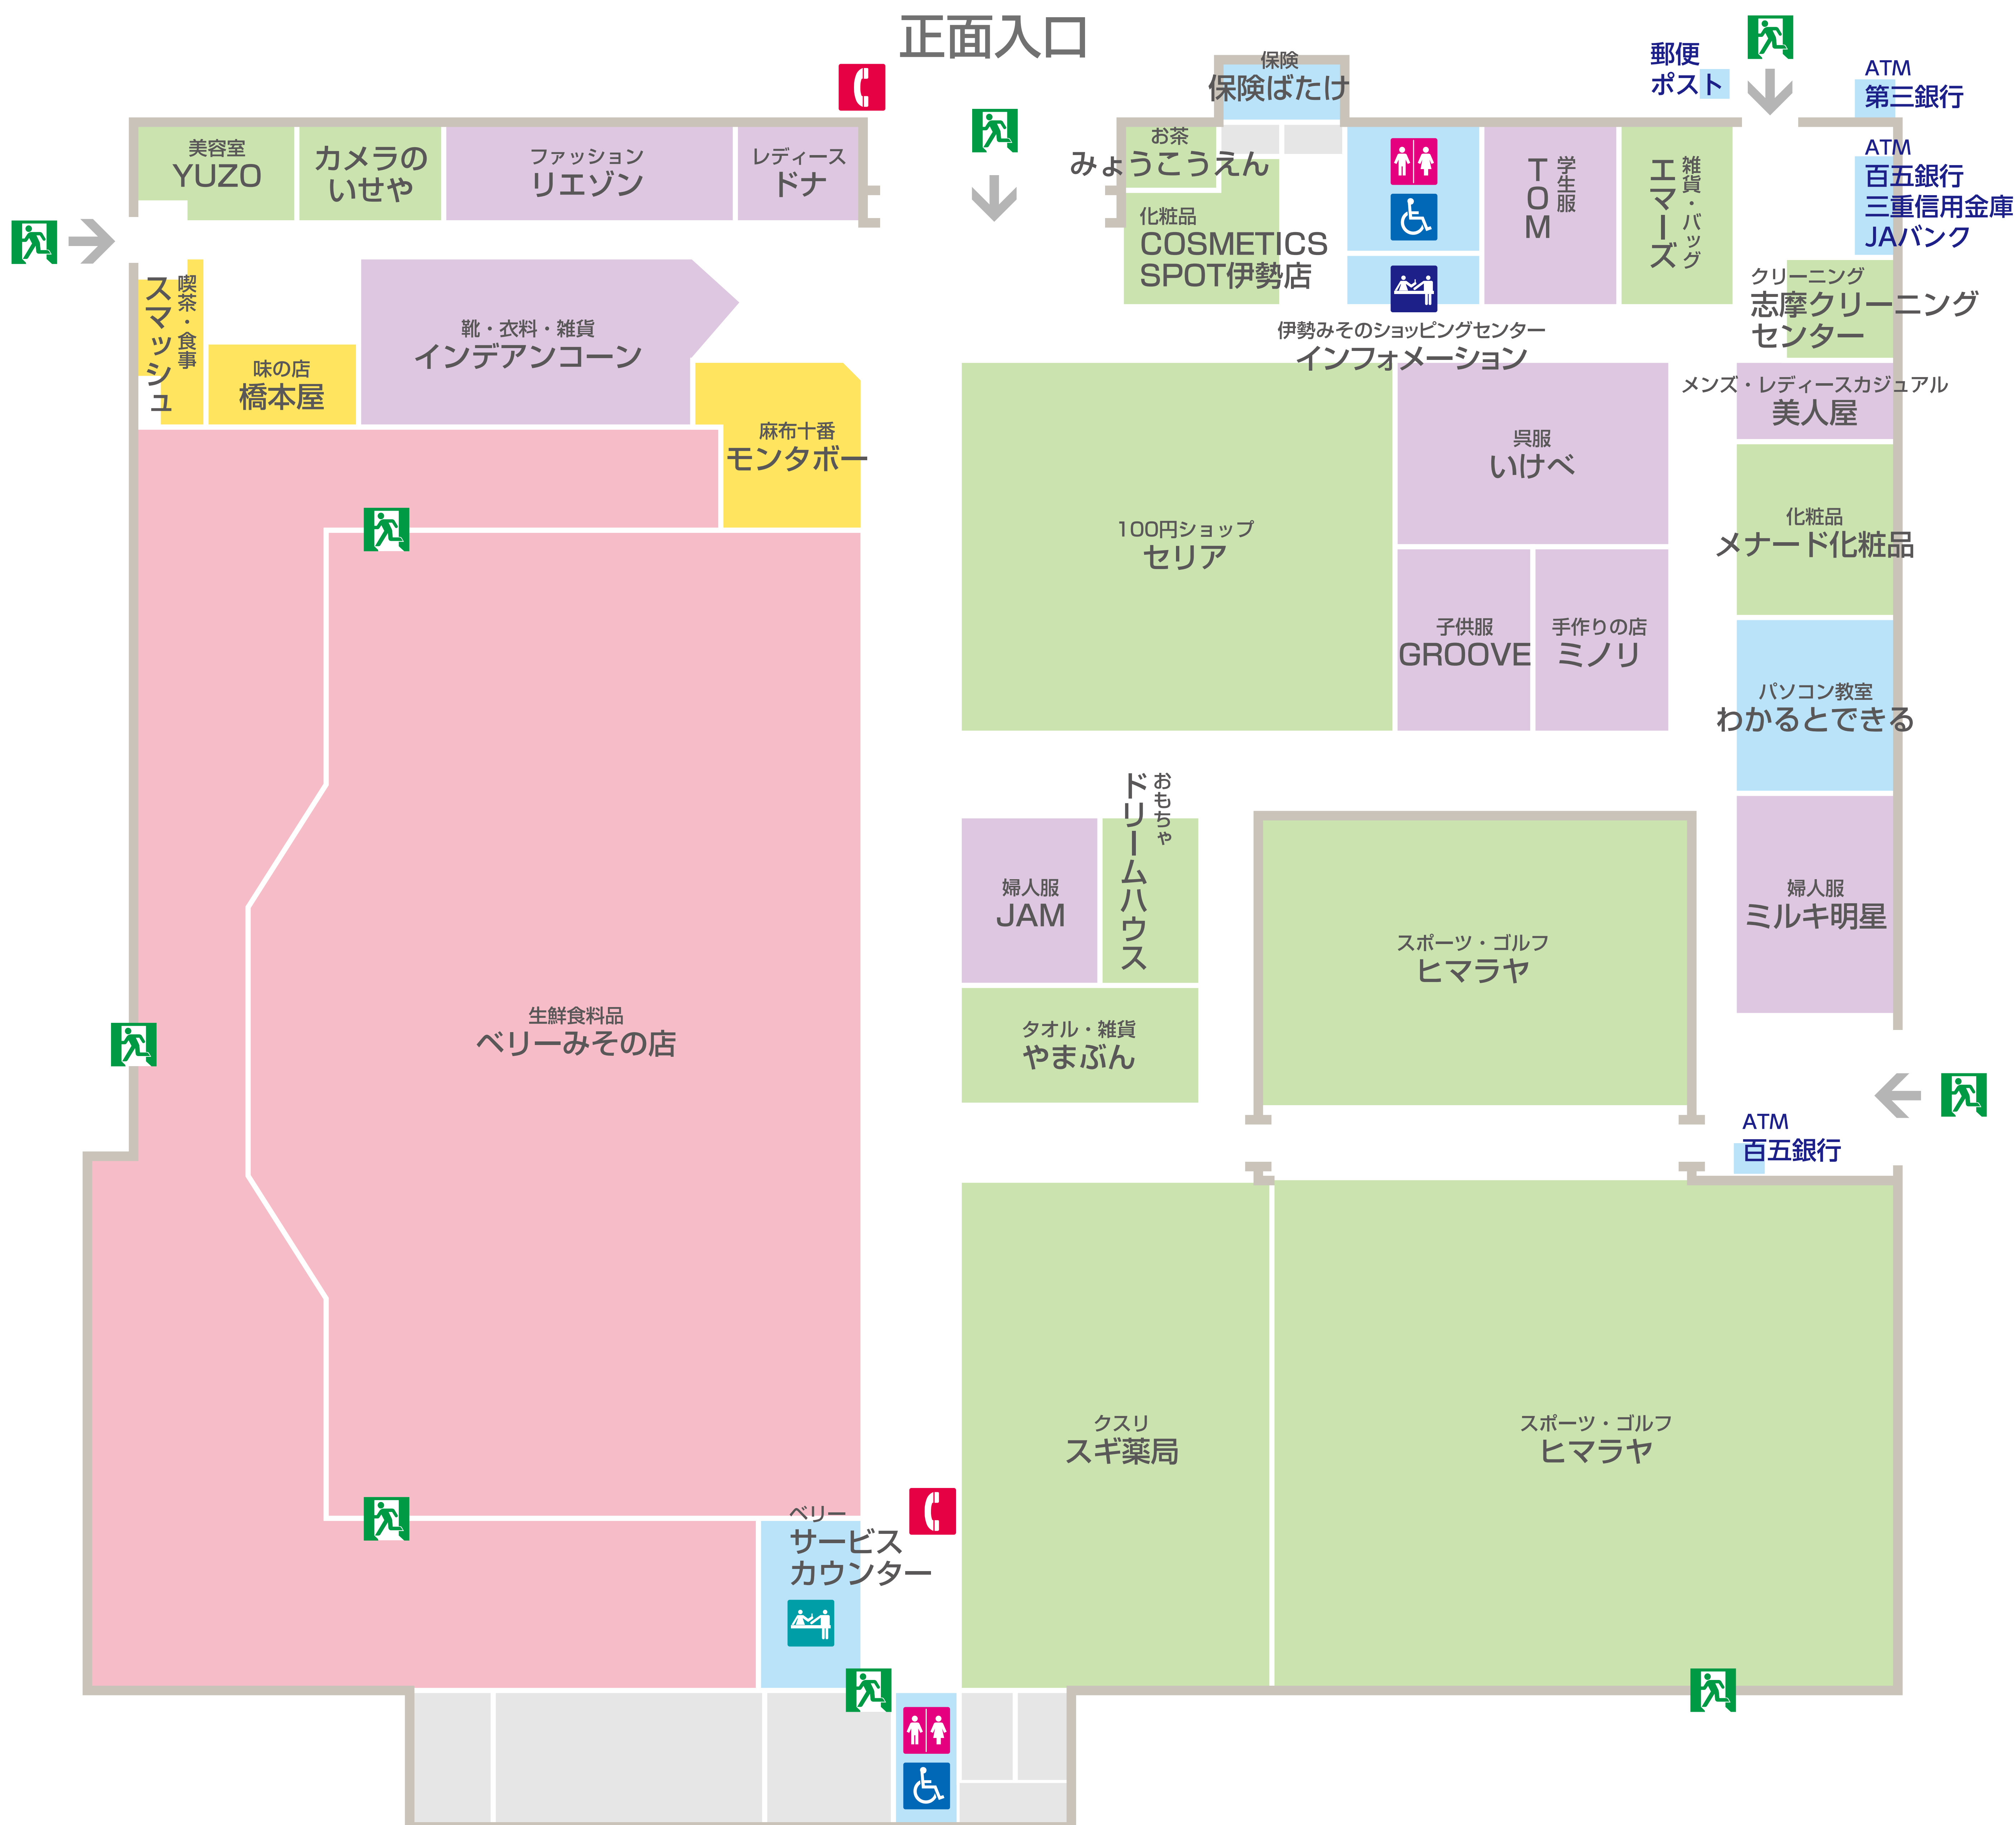 正面入口
保険
保険ばたけ
郵便
ポスト
ATM
第三銀行
ATM
百五銀行
三重信用金庫
JAバンク
美容室
YUZO
カメラの
いせや
ファッション
リエゾン
レディース
ドナ
お茶
みょうこうえん
化粧品
COSMETICS
SPOT伊勢店
学生服
TOM
雑貨・バッグ
エマーズ
クリーニング
志摩クリーニング
センター
喫茶・食事
スマッシュ
味の店
橋本屋
靴・衣料・雑貨
インデアンコーン
麻布十番
モンタボー
伊勢みそのショッピングセンター
インフォメーション
メンズ・レディースカジュアル
美人屋
100円ショップ
セリア
呉服
いけべ
化粧品
メナード化粧品
子供服
GROOVE
手作りの店
ミノリ
パソコン教室
わかるとできる
婦人服
JAM
おもちゃ
ドリームハウス
スポーツ・ゴルフ
ヒマラヤ
婦人服
ミルキ明星
生鮮食料品
ベリーみその店
タオル・雑貨
やまぶん
ATM
百五銀行
クスリ
スギ薬局
スポーツ・ゴルフ
ヒマラヤ
ベリー
サービス
カウンター